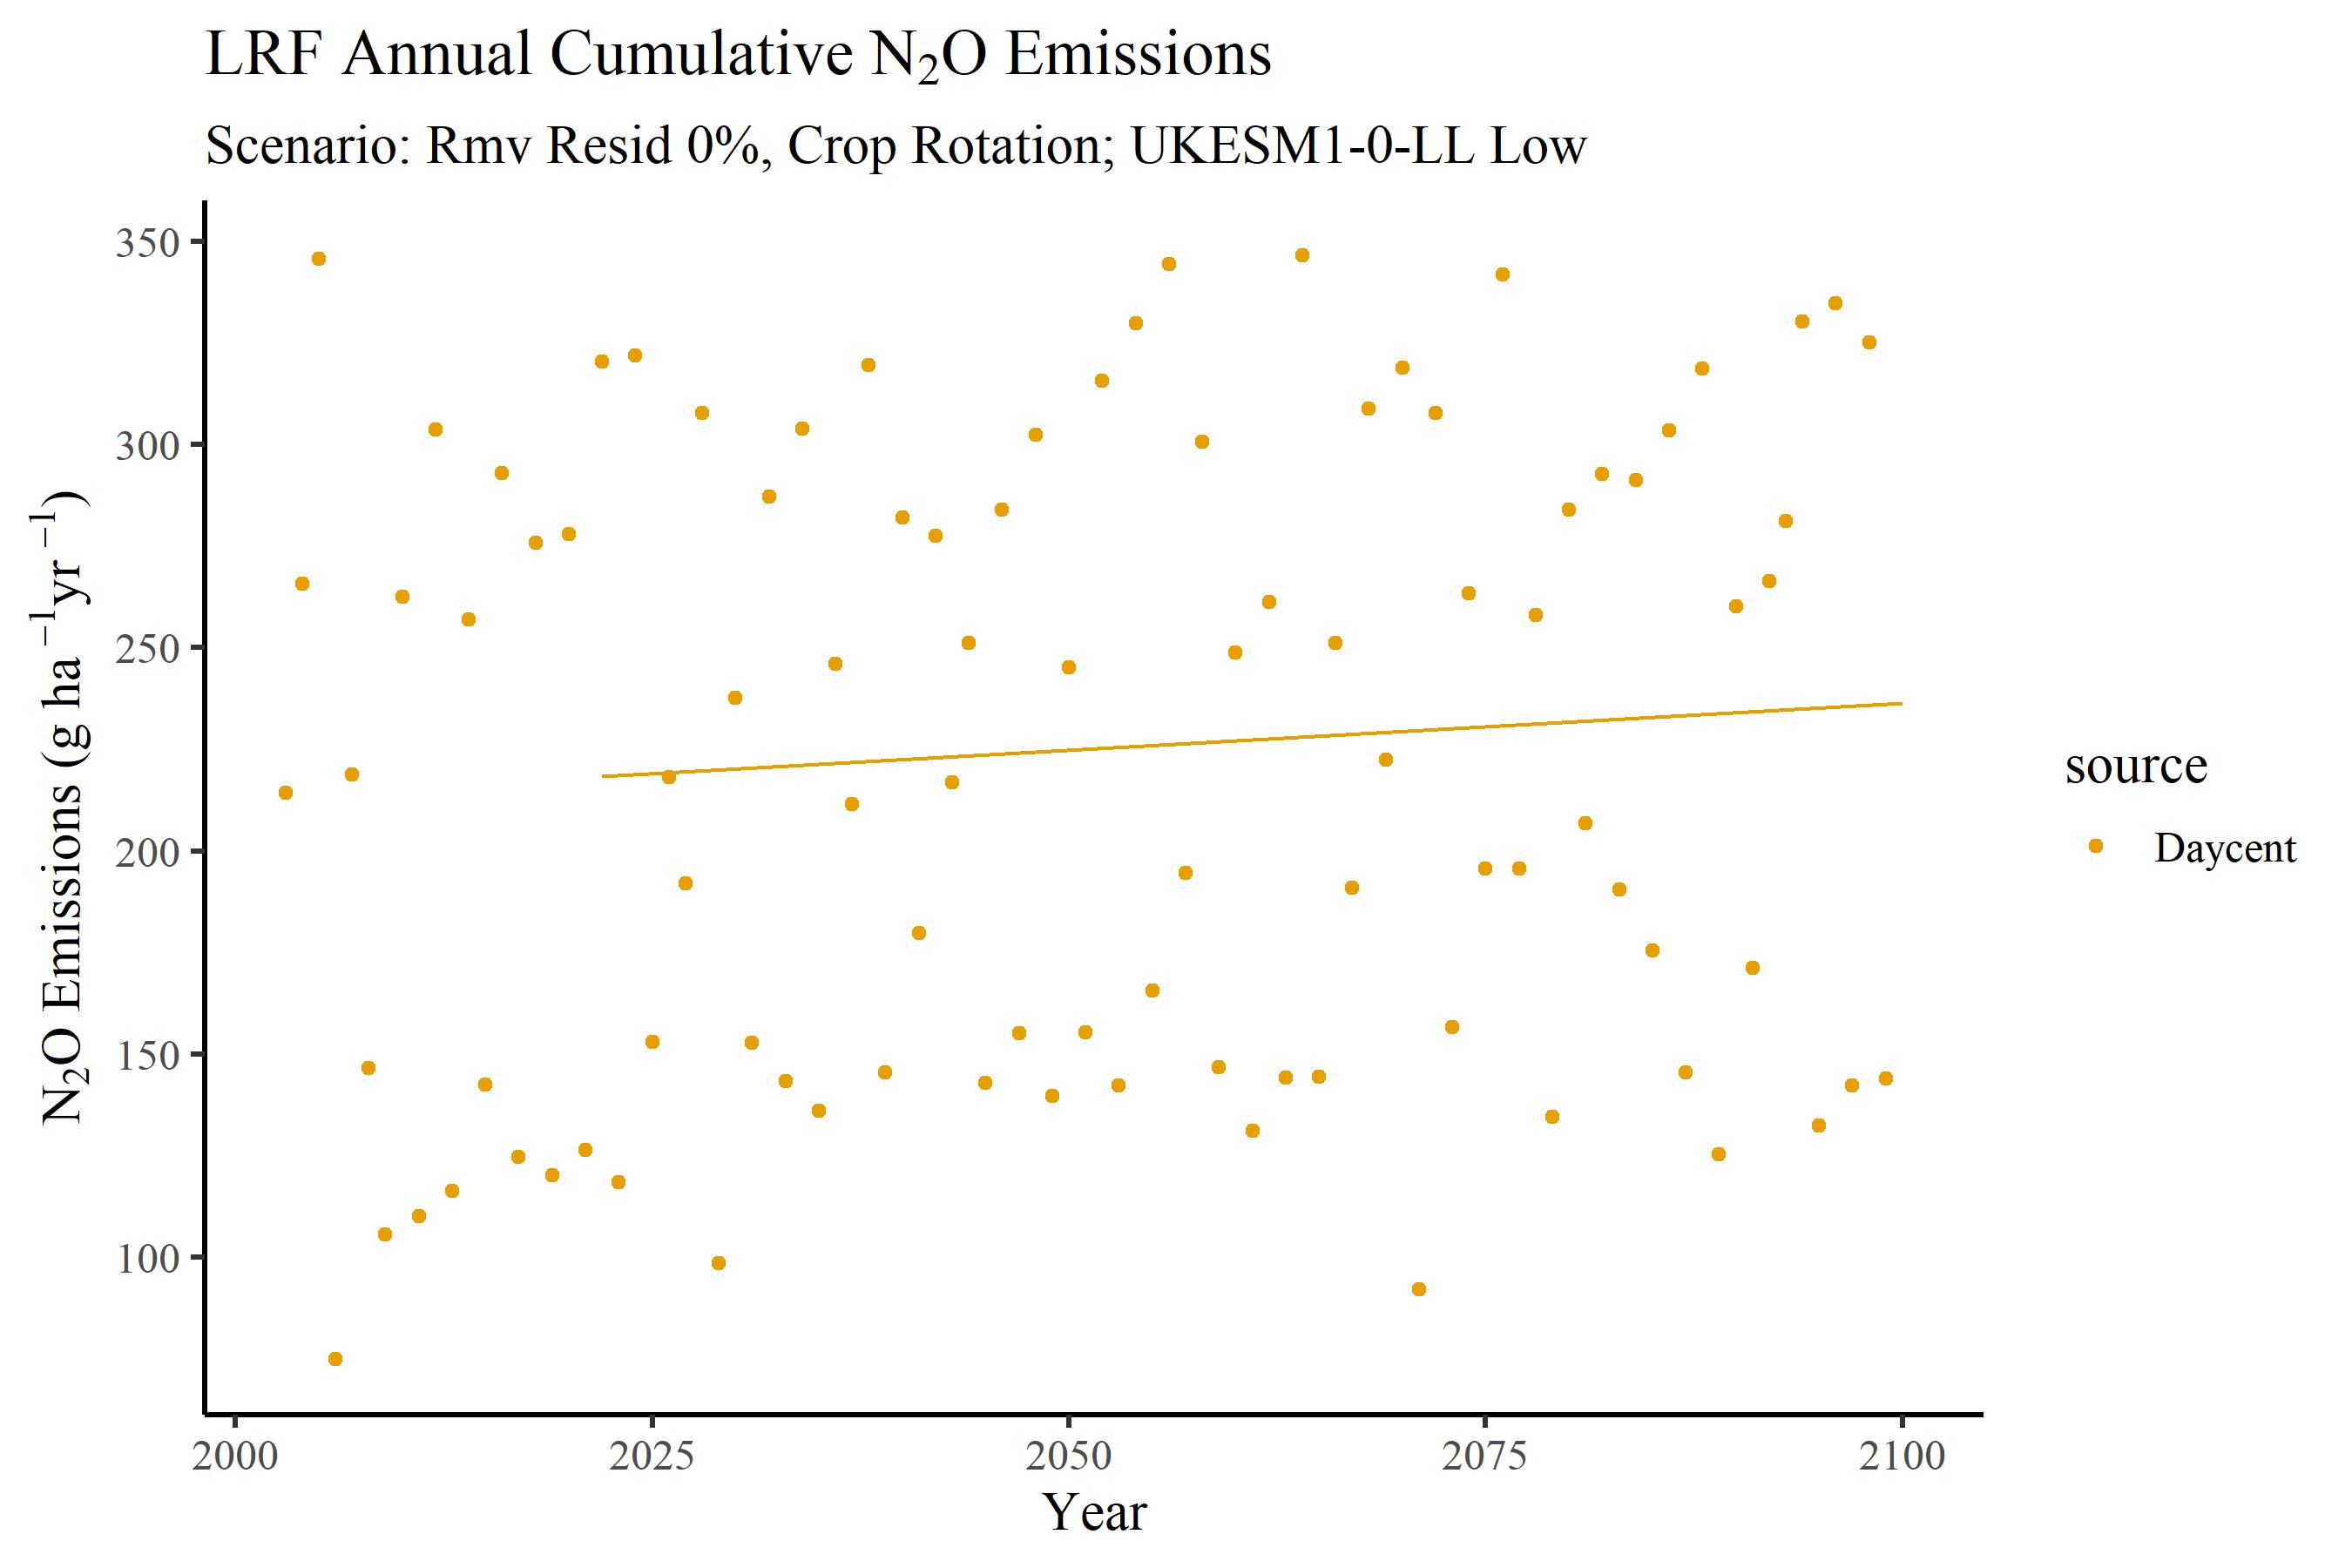 LRF Annual Cumulative N₂O Emissions
Scenario: Rmv Resid 0%, Crop Rotation; UKESM1-0-LL Low
N₂O Emissions (g ha⁻¹yr⁻¹)
350
300
250
200
150
100
2000 2025 2050 2075 2100
Year
source
Daycent